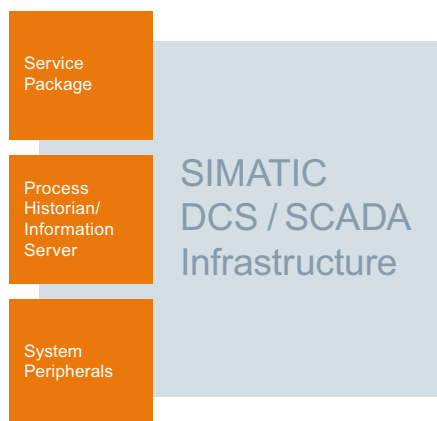 Service
Package
Process
Historian/
Information
Server
System
Peripherals
SIMATIC
DCS / SCADA
Infrastructure